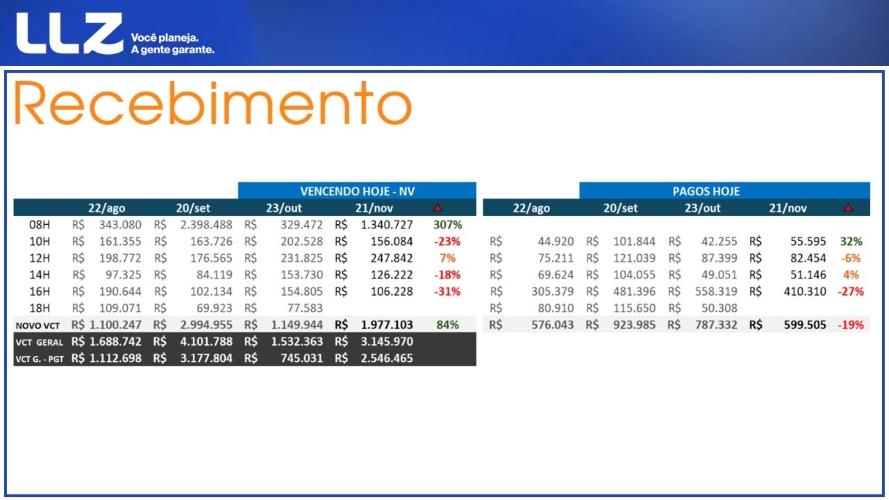 LLZ Você planeja.
A gente garante.
Recebimento
VENCENDO HOJE - NV PAGOS HOJE
22/ago 20/set 23/out 21/nov 22/ago 20/set 23/out 21/nov
08H R$ 343.080 R$ 2.398.488 R$ 329.472 R$ 1.340.727 307%
10H R$ 161.355 R$ 163.726 R$ 202.528 R$ 156.084 -23% R$ 44.920 R$ 101.844 R$ 42.255 R$ 55.595 32%
12H R$ 198.772 R$ 176.565 R$ 231.825 R$ 247.842 7% R$ 75.211 R$ 121.039 R$ 87.399 R$ 82.454 -6%
14H R$ 97.325 R$ 84.119 R$ 153.730 R$ 126.222 -18% R$ 69.624 R$ 104.055 R$ 49.051 R$ 51.146 4%
16H R$ 190.644 R$ 102.134 R$ 154.805 R$ 106.228 -31% R$ 305.379 R$ 481.396 R$ 558.319 R$ 410.310 -27%
18H R$ 109.071 R$ 69.923 R$ 77.583 R$ 80.910 R$ 115.650 R$ 50.308
NOVO VCT R$ 1.100.247 R$ 2.994.955 R$ 1.149.944 R$ 1.977.103 84% R$ 576.043 R$ 923.985 R$ 787.332 R$ 599.505 -19%
VCT GERAL R$ 1.688.742 R$ 4.101.788 R$ 1.532.363 R$ 3.145.970
VCT G. - PGT R$ 1.112.698 R$ 3.177.804 R$ 745.031 R$ 2.546.465